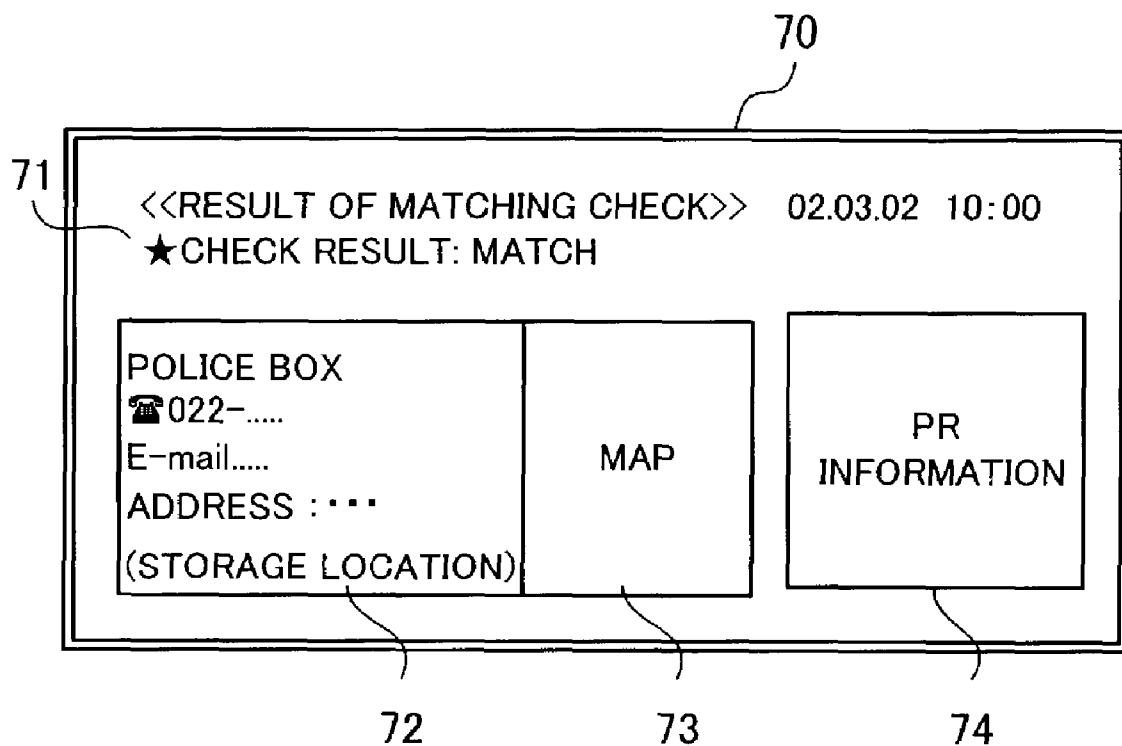 70
71
<<RESULT OF MATCHING CHECK>> 02.03.02 10:00
★CHECK RESULT: MATCH
POLICE BOX
☎022-.....
E-mail.....
ADDRESS :・・・
(STORAGE LOCATION)
MAP
PR
INFORMATION
72 73 74